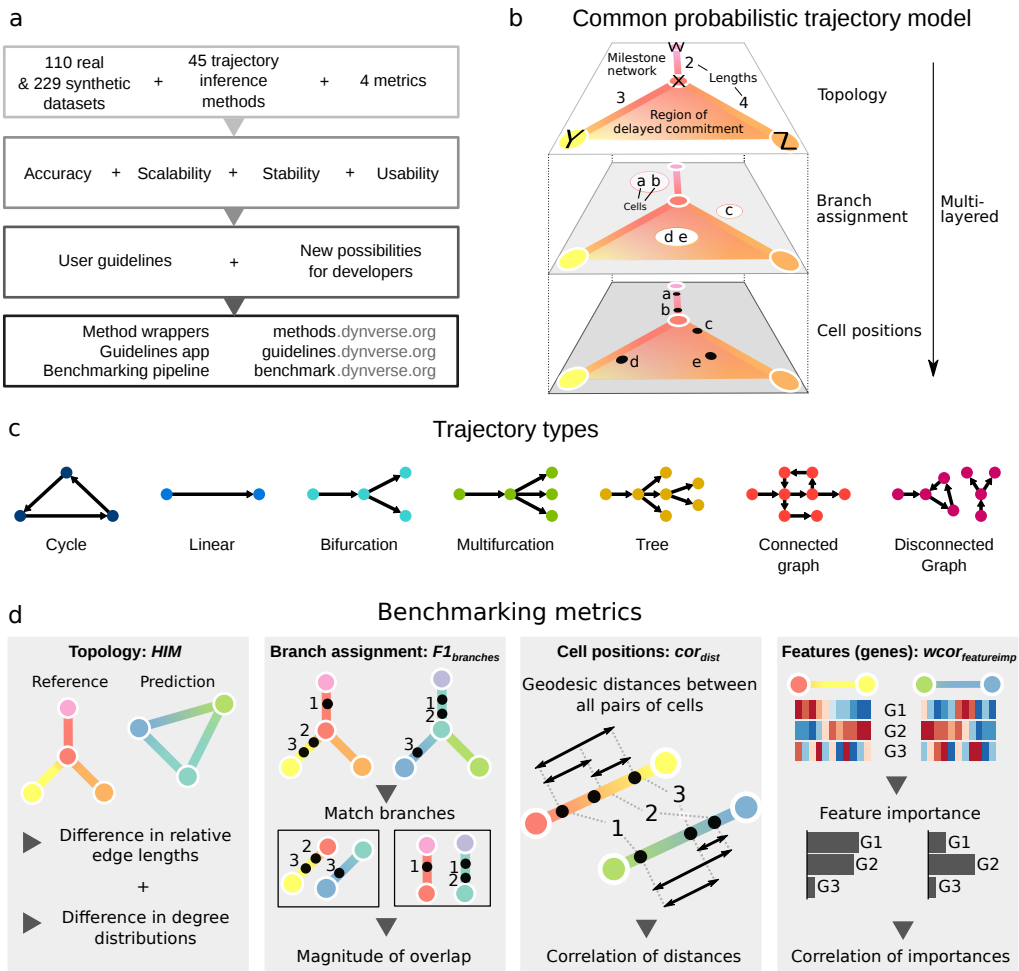 a
110 real
& 229 synthetic
datasets
+
45 trajectory
inference
methods
+
4 metrics
Accuracy + Scalability + Stability + Usability
User guidelines + New possibilities
for developers
Method wrappers methods.dynverse.org
Guidelines app guidelines.dynverse.org
Benchmarking pipeline benchmark.dynverse.org
b
Common probabilistic trajectory model
W
Milestone
network
2
Lengths
X
3
4
Region of
delayed commitment
Y
Z
Topology
a b
Cells
c
d e
Branch
assignment
Multi-
layered
a
b
c
d
e
Cell positions
c
Trajectory types
Cycle
Linear
Bifurcation
Multifurcation
Tree
Connected
graph
Disconnected
Graph
d
Benchmarking metrics
Topology: HIM
Reference Prediction
Difference in relative
edge lengths
+
Difference in degree
distributions
Branch assignment: F1branches
1
2
3
1
2
3
Match branches
2
3
3
1
1
2
Magnitude of overlap
Cell positions: cordist
Geodesic distances between
all pairs of cells
3
2
1
Correlation of distances
Features (genes): wcorfeatureimp
G1
G2
G3
Feature importance
G1
G2
G3
G1
G2
G3
Correlation of importances